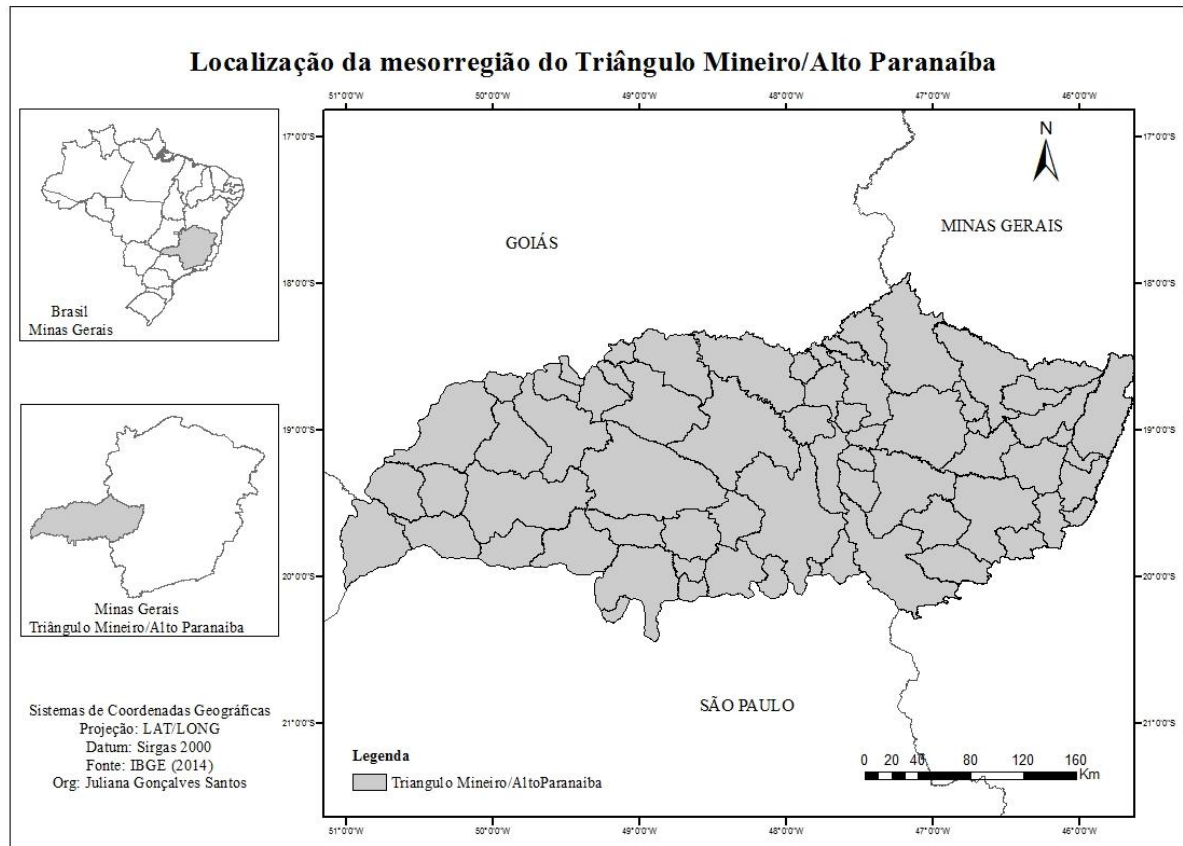 Localização da mesorregião do Triângulo Mineiro/Alto Paranaíba
51°0'0"W 50°0'0"W 49°0'0"W 48°0'0"W 47°0'0"W 46°0'0"W
17°0'0"S 17°0'0"S
N
GOIÁS
MINAS GERAIS
18°0'0"S 18°0'0"S
Brasil
Minas Gerais
19°0'0"S 19°0'0"S
20°0'0"S 20°0'0"S
Minas Gerais
Triângulo Mineiro/Alto Paranaíba
SÃO PAULO
21°0'0"S 21°0'0"S
Sistemas de Coordenadas Geográficas
Projeção: LAT/LONG
Datum: Sirgas 2000
Fonte: IBGE (2014)
Org: Juliana Gonçalves Santos
Legenda
Triangulo Mineiro/AltoParanaiba
0 20 40 80 120 160
Km
51°0'0"W 50°0'0"W 49°0'0"W 48°0'0"W 47°0'0"W 46°0'0"W